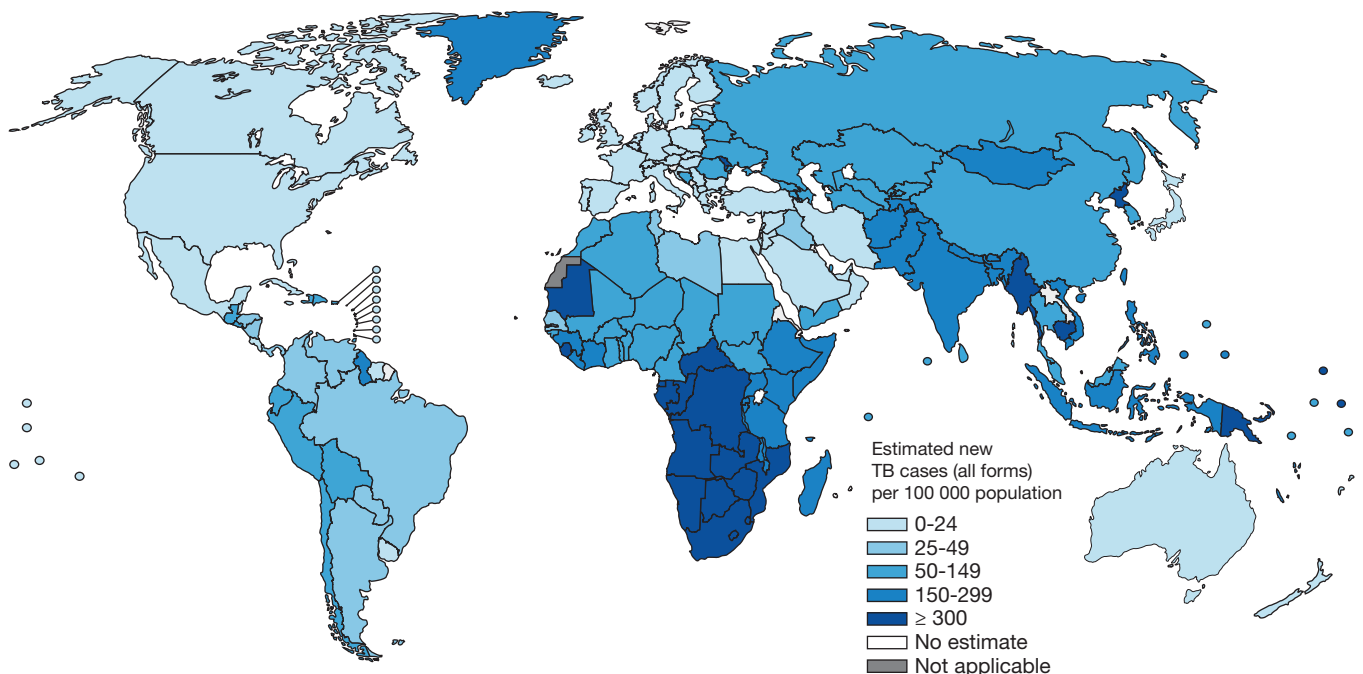 Estimated new
TB cases (all forms)
per 100 000 population
0-24
25-49
50-149
150-299
≥ 300
No estimate
Not applicable